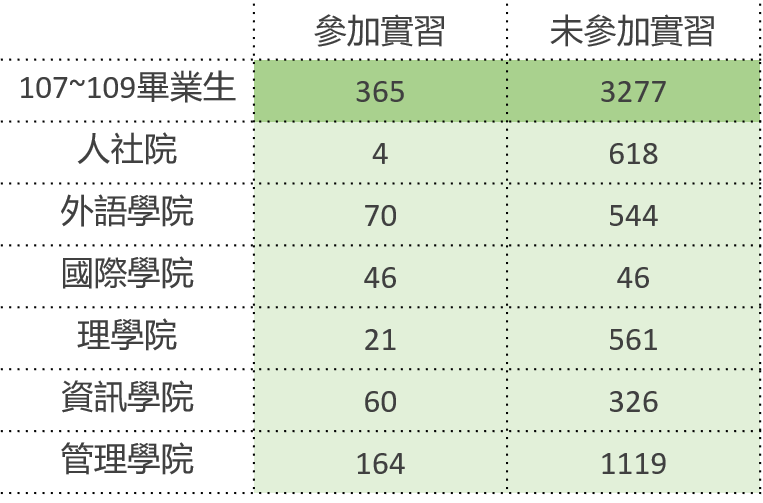 參加實習 未參加實習
107~109畢業生 365 3277
人社院 4 618
外語學院 70 544
國際學院 46 46
理學院 21 561
資訊學院 60 326
管理學院 164 1119